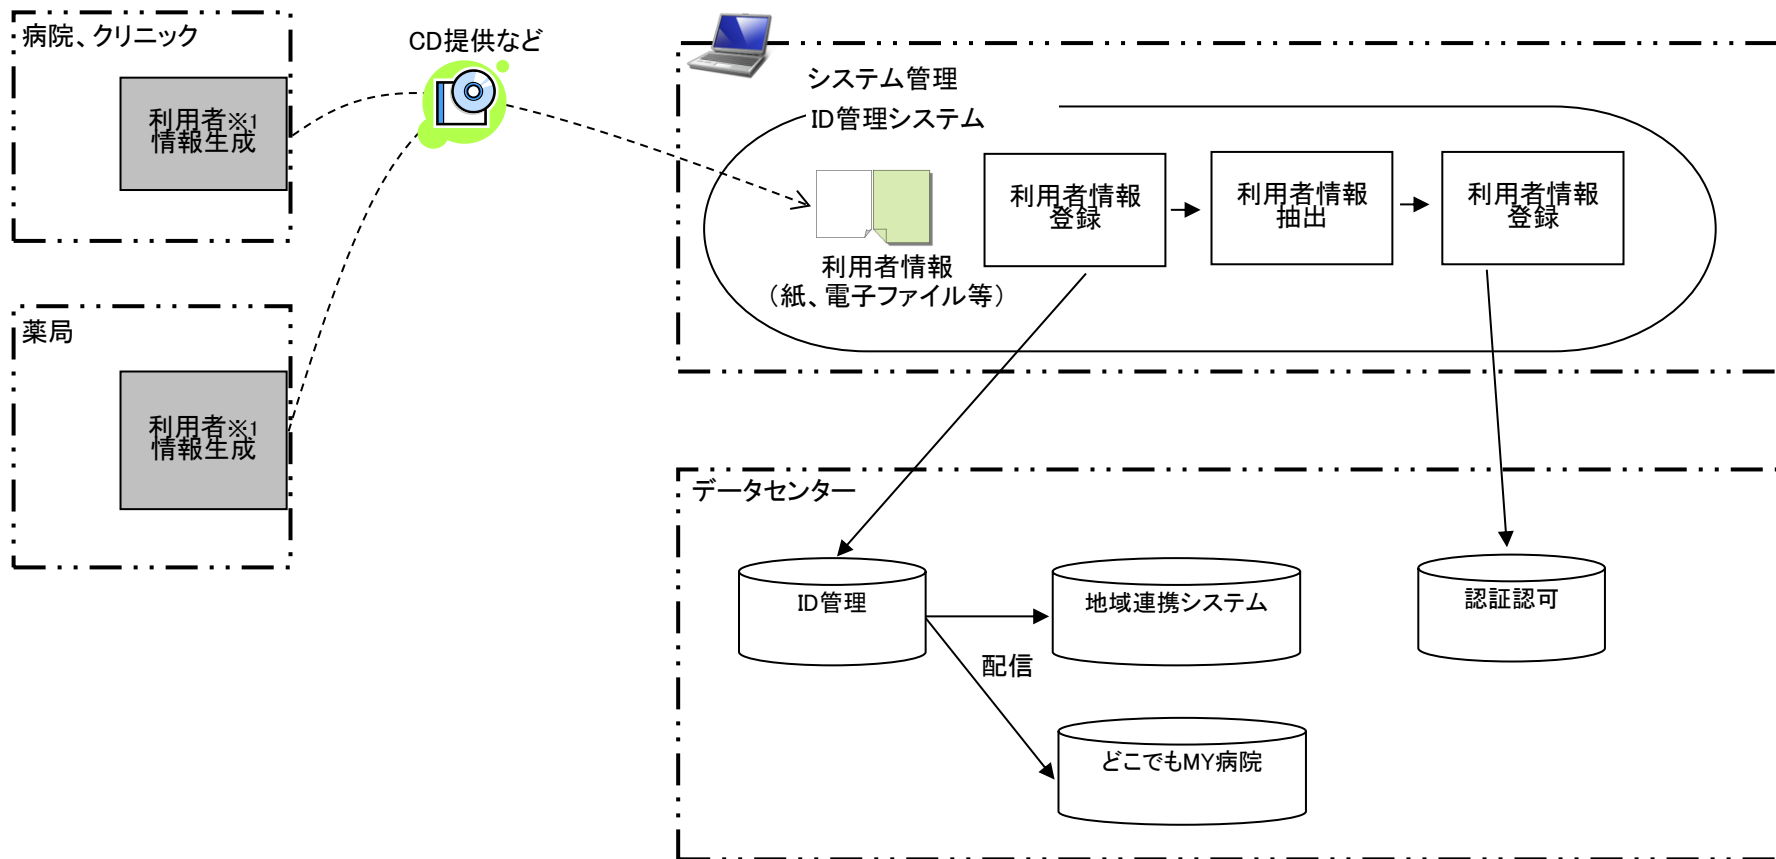 病院、クリニック
利用者※1
情報生成
CD提供など
システム管理
ID管理システム
利用者情報
(紙、電子ファイル等)
利用者情報
登録
利用者情報
抽出
利用者情報
登録
薬局
利用者※1
情報生成
データセンター
ID管理
地域連携システム
認証認可
配信
どこでもMY病院